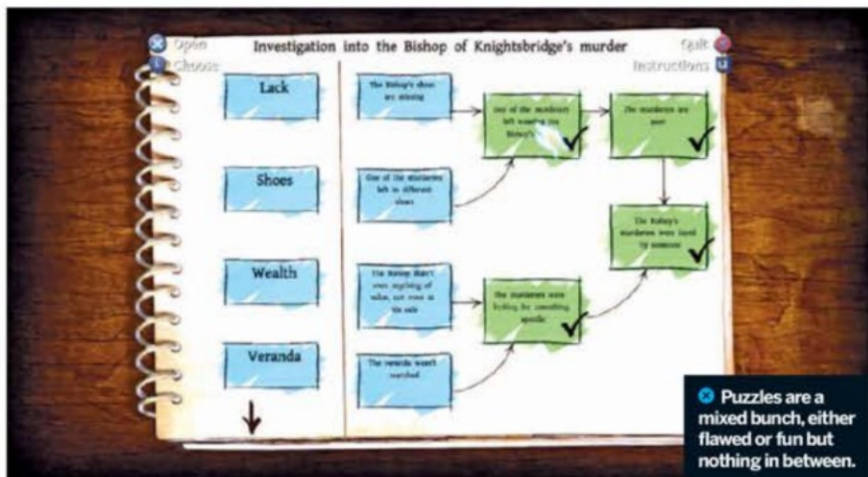 Open
Investigation into the Bishop of Knightsbridge's murder
Quit
Choose
Instructions
Lack
Shoes
Wealth
Veranda
The Bishop's shoes
are missing
One of the murderers
left in different
shoes
The Bishop didn't
own anything of
value, not even in
his safe
The veranda wasn't
searched
One of the murderers
left wearing the
Bishop's
The murderers are
poor
The murderers were
looking for something
specific
The Bishop's
murderers were hired
by someone
Puzzles are a
mixed bunch, either
flawed or fun but
nothing in between.